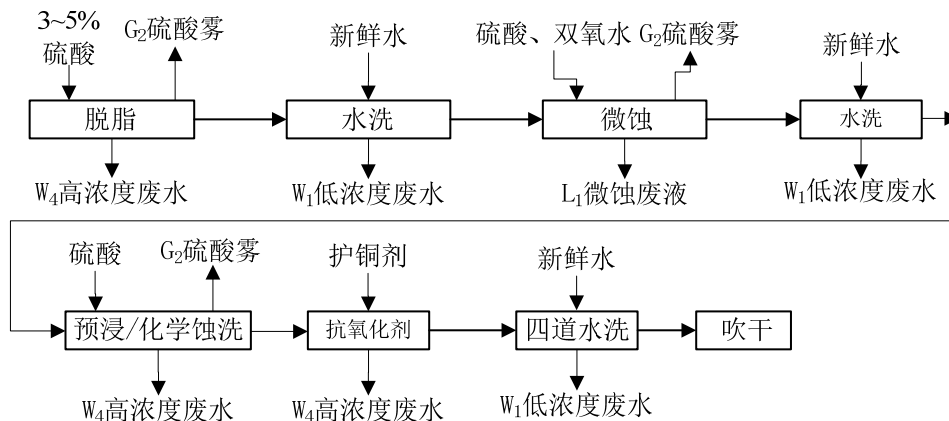 3~5%
硫酸
G₂硫酸雾
新鲜水
硫酸、双氧水
G₂硫酸雾
新鲜水
脱脂
水洗
微蚀
水洗
W₄高浓度废水
W₁低浓度废水
L₁微蚀废液
W₁低浓度废水
硫酸
G₂硫酸雾
护铜剂
新鲜水
预浸/化学蚀洗
抗氧化剂
四道水洗
吹干
W₄高浓度废水
W₄高浓度废水
W₁低浓度废水